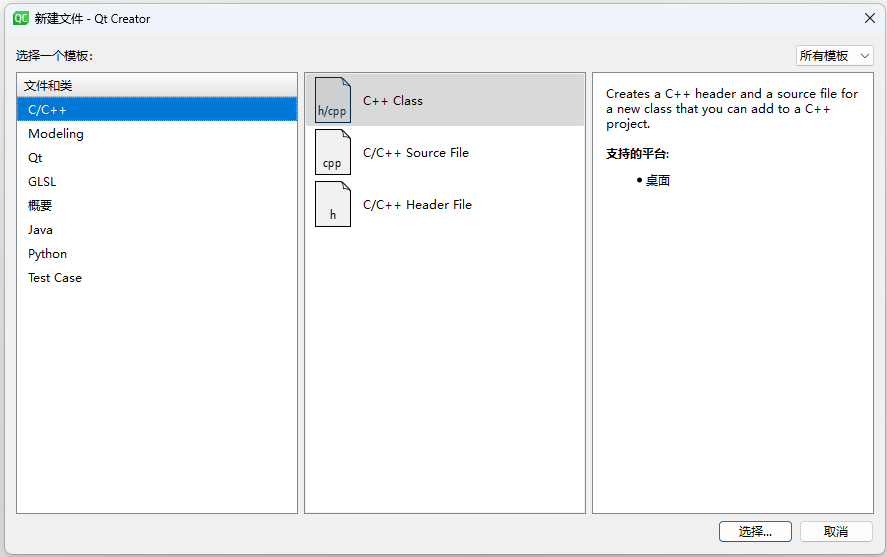 QC 新建文件 - Qt Creator
选择一个模板:
所有模板
文件和类
C/C++
Modeling
Qt
GLSL
概要
Java
Python
Test Case
h/cpp C++ Class
cpp C/C++ Source File
h C/C++ Header File
Creates a C++ header and a source file for
a new class that you can add to a C++
project.
支持的平台:
• 桌面
选择...
取消